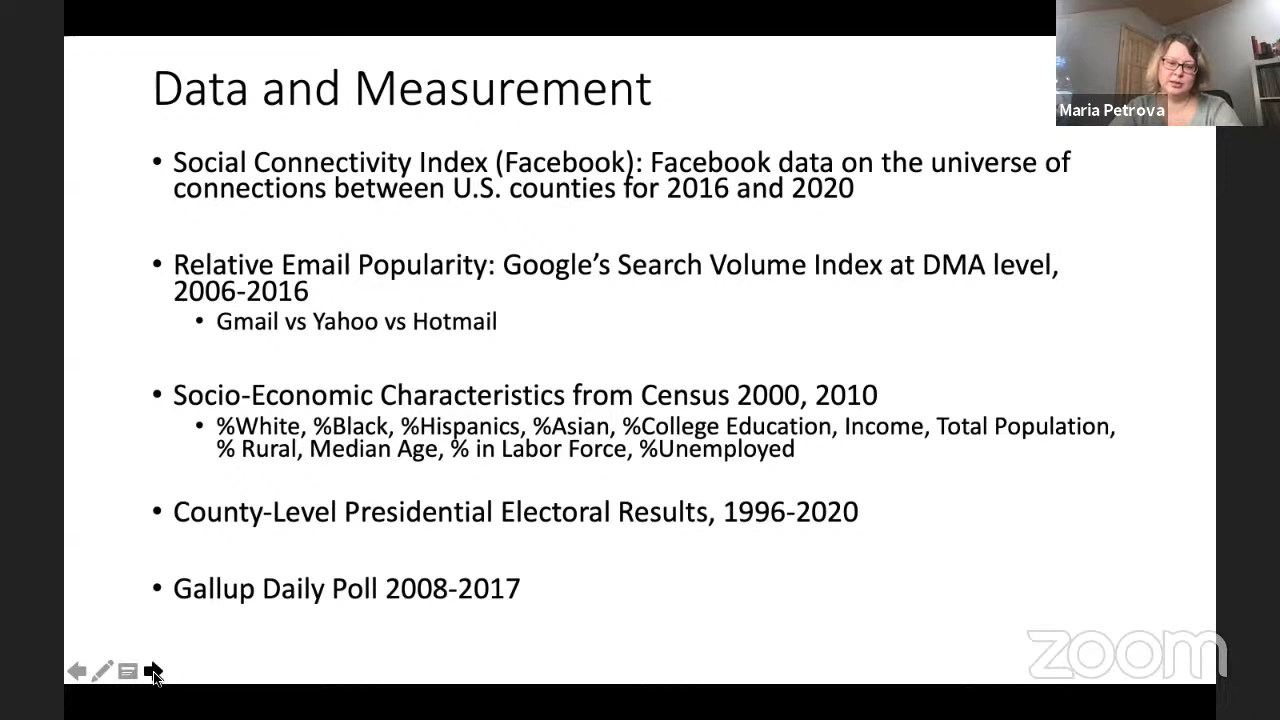 Data and Measurement
Maria Petrova
• Social Connectivity Index (Facebook): Facebook data on the universe of
connections between U.S. counties for 2016 and 2020
• Relative Email Popularity: Google’s Search Volume Index at DMA level,
2006-2016
• Gmail vs Yahoo vs Hotmail
• Socio-Economic Characteristics from Census 2000, 2010
• %White, %Black, %Hispanics, %Asian, %College Education, Income, Total Population,
% Rural, Median Age, % in Labor Force, %Unemployed
• County-Level Presidential Electoral Results, 1996-2020
• Gallup Daily Poll 2008-2017
zoom